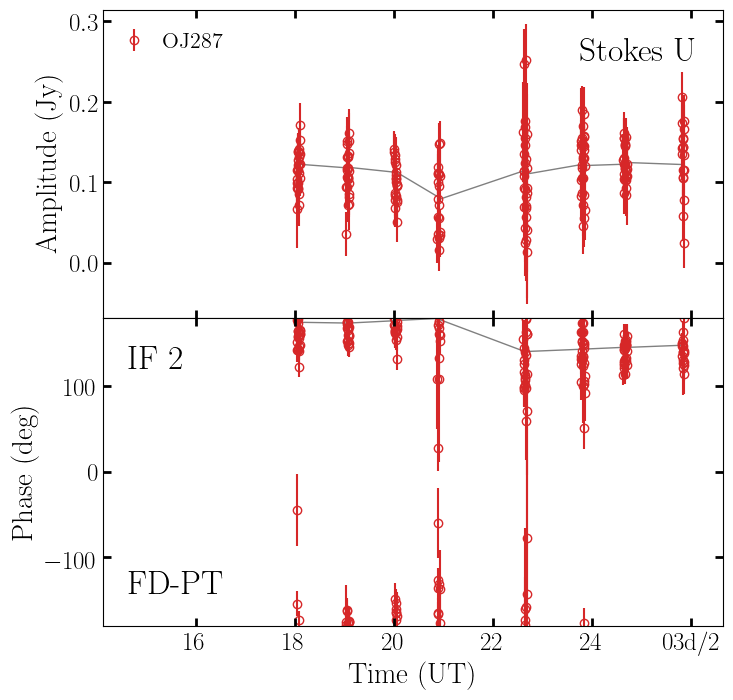 0.3
OJ287
Stokes U
0.2
Amplitude (Jy)
0.1
0.0
IF 2
100
Phase (deg)
0
−100
FD-PT
16 18 20 22 24 03d/2
Time (UT)